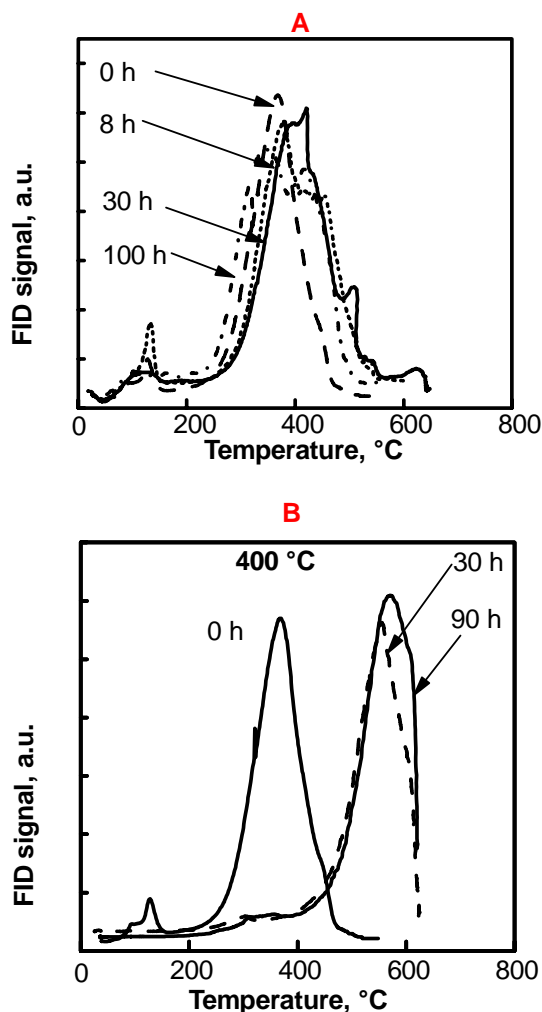 A
0 h
8 h
30 h
100 h
FID signal, a.u.
0 200 400 600 800
Temperature, °C
B
400 °C
30 h
0 h
90 h
FID signal, a.u.
0 200 400 600 800
Temperature, °C